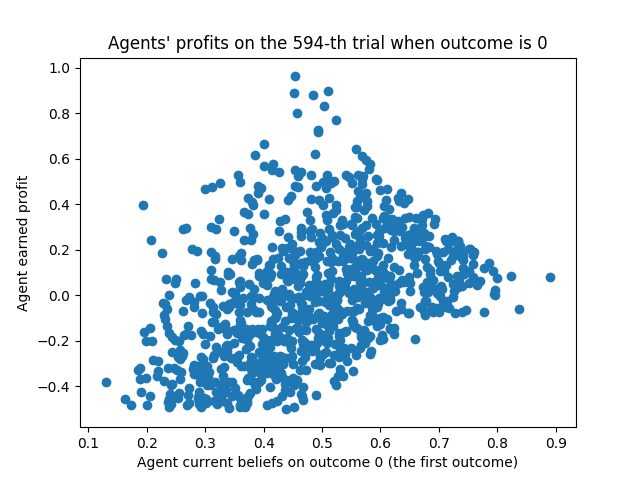 Agents' profits on the 594-th trial when outcome is 0
Agent earned profit
1.0
0.8
0.6
0.4
0.2
0.0
−0.2
−0.4
0.1 0.2 0.3 0.4 0.5 0.6 0.7 0.8 0.9
Agent current beliefs on outcome 0 (the first outcome)